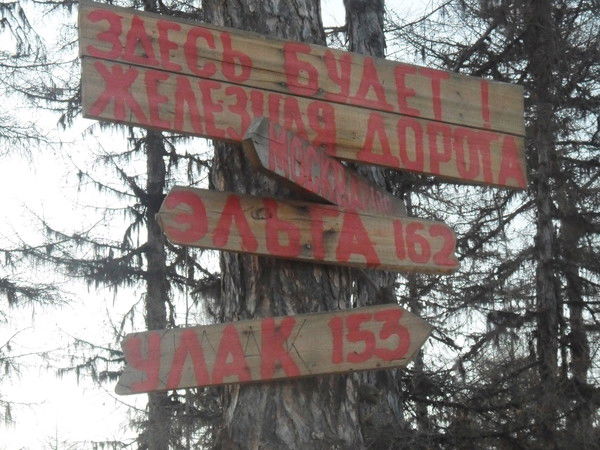 ЗДЕСЬ БУДЕТ !
ЖЕЛЕЗНАЯ ДОРОГА
ЭЛЬГА 162
УЛАК 153